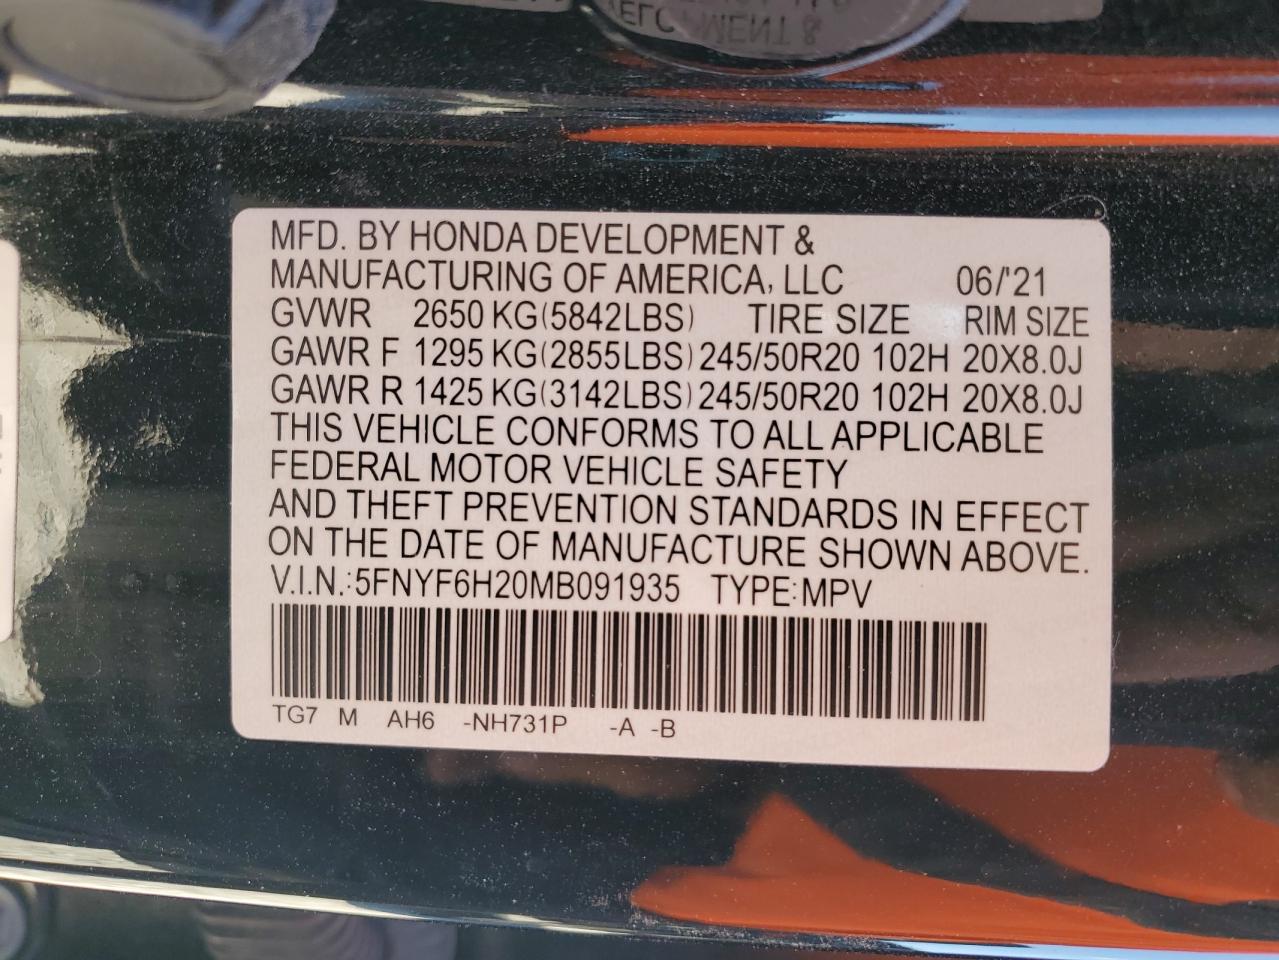 MFD. BY HONDA DEVELOPMENT &
MANUFACTURING OF AMERICA, LLC 06/'21
GVWR 2650 KG(5842LBS) TIRE SIZE RIM SIZE
GAWR F 1295 KG(2855LBS) 245/50R20 102H 20X8.0J
GAWR R 1425 KG(3142LBS) 245/50R20 102H 20X8.0J
THIS VEHICLE CONFORMS TO ALL APPLICABLE
FEDERAL MOTOR VEHICLE SAFETY
AND THEFT PREVENTION STANDARDS IN EFFECT
ON THE DATE OF MANUFACTURE SHOWN ABOVE.
V.I.N.:5FNYF6H20MB091935 TYPE:MPV
TG7 M AH6 -NH731P -A -B